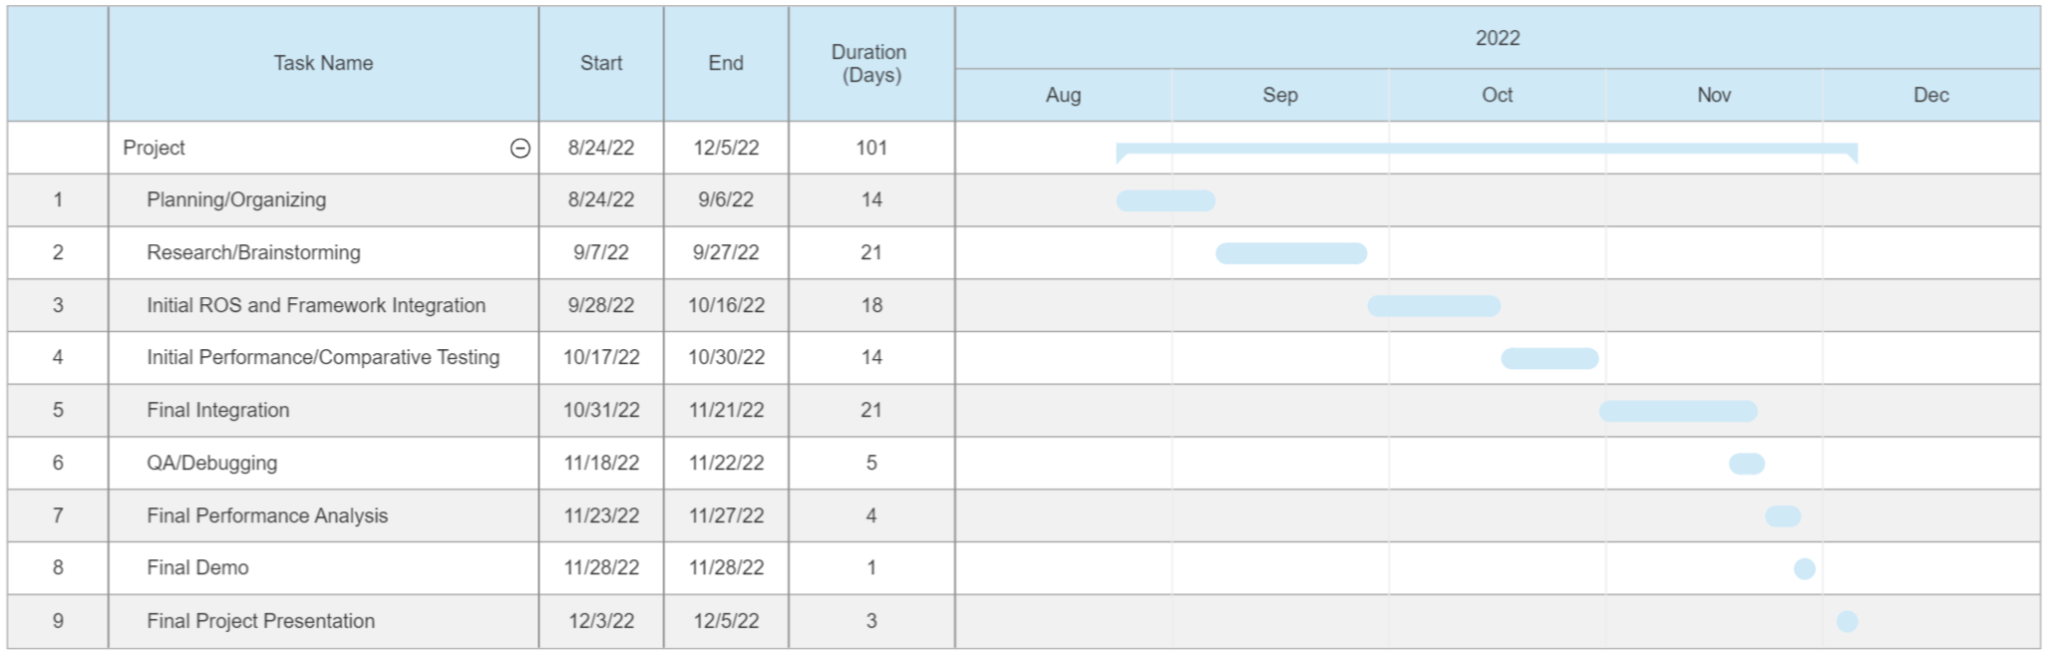 2022
Task Name Start End Duration
(Days)
Aug Sep Oct Nov Dec
Project 8/24/22 12/5/22 101
1 Planning/Organizing 8/24/22 9/6/22 14
2 Research/Brainstorming 9/7/22 9/27/22 21
3 Initial ROS and Framework Integration 9/28/22 10/16/22 18
4 Initial Performance/Comparative Testing 10/17/22 10/30/22 14
5 Final Integration 10/31/22 11/21/22 21
6 QA/Debugging 11/18/22 11/22/22 5
7 Final Performance Analysis 11/23/22 11/27/22 4
8 Final Demo 11/28/22 11/28/22 1
9 Final Project Presentation 12/3/22 12/5/22 3